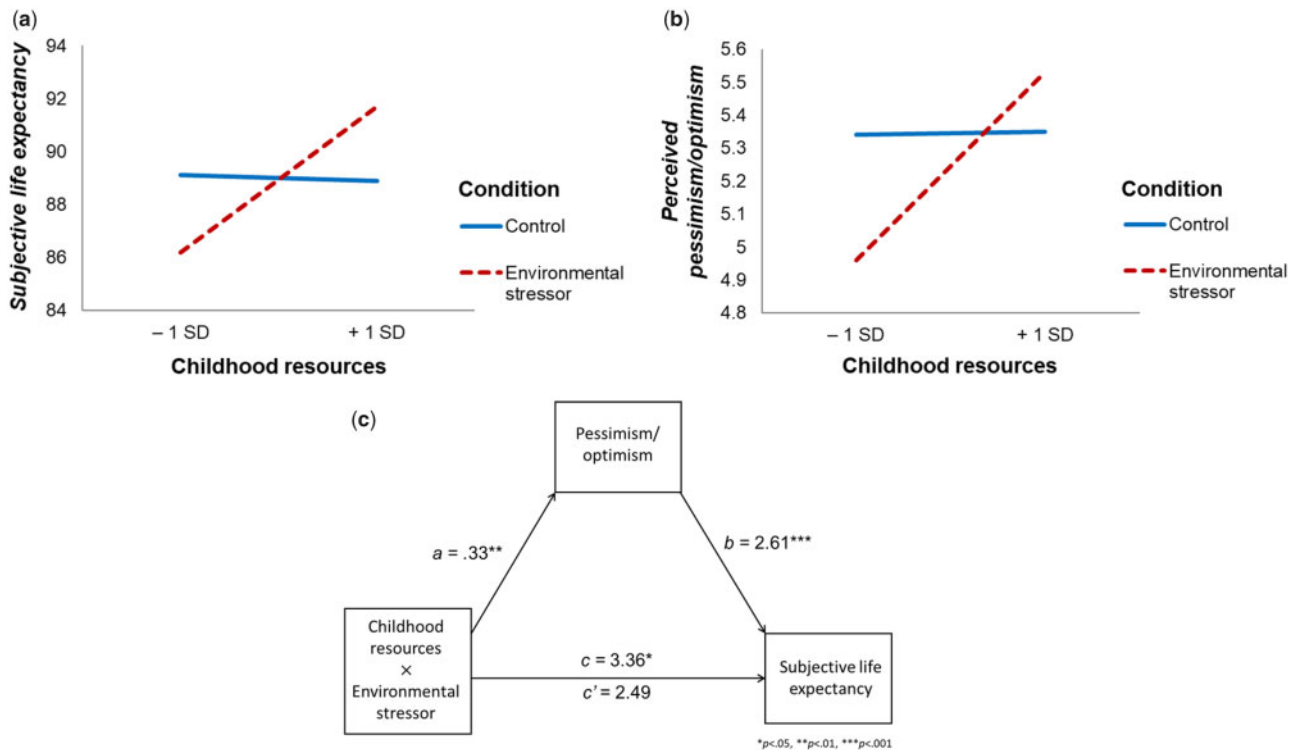 (a)
Subjective life expectancy
94
92
90
88
86
84
– 1 SD
+ 1 SD
Childhood resources
Condition
Control
Environmental
stressor
(b)
Perceived
pessimism/optimism
5.6
5.5
5.4
5.3
5.2
5.1
5
4.9
4.8
– 1 SD
+ 1 SD
Childhood resources
Condition
Control
Environmental
stressor
(c)
Pessimism/
optimism
a = .33**
b = 2.61***
Childhood
resources
×
Environmental
stressor
c = 3.36*
c' = 2.49
Subjective life
expectancy
*p<.05, **p<.01, ***p<.001